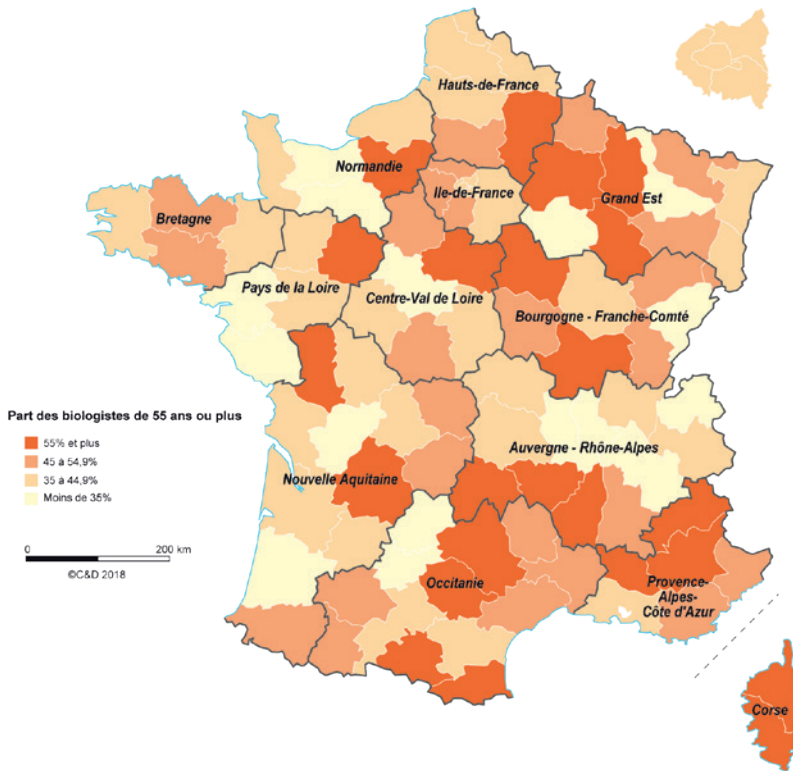 Hauts-de-France
Normandie
Ile-de-France
Grand Est
Bretagne
Pays de la Loire
Centre-Val de Loire
Bourgogne - Franche-Comté
Part des biologistes de 55 ans ou plus
55% et plus
45 à 54,9%
35 à 44,9%
Moins de 35%
0 200 km
©C&D 2018
Auvergne - Rhône-Alpes
Nouvelle Aquitaine
Occitanie
Provence-
Alpes-
Côte d'Azur
Corse